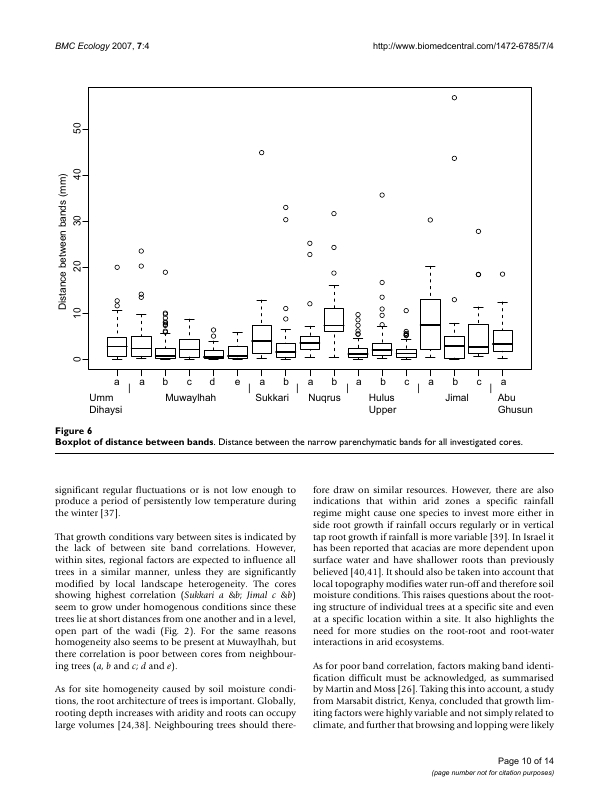 BMC Ecology 2007, 7:4
http://www.biomedcentral.com/1472-6785/7/4
Distance between bands (mm)
50
40
30
20
10
0
a a b c d e a b a b a b c a b c a
| | | | | |
Umm Dihaysi
Muwaylhah
Sukkari
Nuqrus
Hulus Upper
Jimal
Abu Ghusun
Figure 6
Boxplot of distance between bands. Distance between the narrow parenchymatic bands for all investigated cores.
significant regular fluctuations or is not low enough to
produce a period of persistently low temperature during
the winter [37].
That growth conditions vary between sites is indicated by
the lack of between site band correlations. However,
within sites, regional factors are expected to influence all
trees in a similar manner, unless they are significantly
modified by local landscape heterogeneity. The cores
showing highest correlation (Sukkari a &b; Jimal c &b)
seem to grow under homogenous conditions since these
trees lie at short distances from one another and in a level,
open part of the wadi (Fig. 2). For the same reasons
homogeneity also seems to be present at Muwaylhah, but
there correlation is poor between cores from neighbour-
ing trees (a, b and c; d and e).
As for site homogeneity caused by soil moisture condi-
tions, the root architecture of trees is important. Globally,
rooting depth increases with aridity and roots can occupy
large volumes [24,38]. Neighbouring trees should there-
fore draw on similar resources. However, there are also
indications that within arid zones a specific rainfall
regime might cause one species to invest more either in
side root growth if rainfall occurs regularly or in vertical
tap root growth if rainfall is more variable [39]. In Israel it
has been reported that acacias are more dependent upon
surface water and have shallower roots than previously
believed [40,41]. It should also be taken into account that
local topography modifies water run-off and therefore soil
moisture conditions. This raises questions about the root-
ing structure of individual trees at a specific site and even
at a specific location within a site. It also highlights the
need for more studies on the root-root and root-water
interactions in arid ecosystems.
As for poor band correlation, factors making band identi-
fication difficult must be acknowledged, as summarised
by Martin and Moss [26]. Taking this into account, a study
from Marsabit district, Kenya, concluded that growth lim-
iting factors were highly variable and not simply related to
climate, and further that browsing and lopping were likely
Page 10 of 14
(page number not for citation purposes)